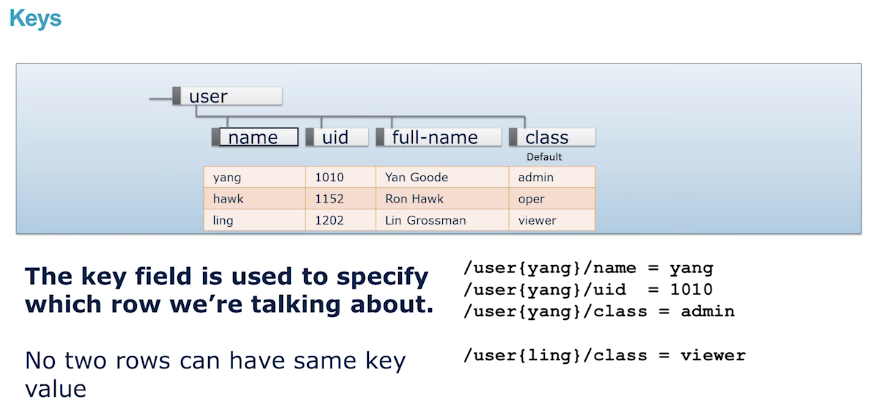 Keys
user
name uid full-name class
Default
yang 1010 Yan Goode admin
hawk 1152 Ron Hawk oper
ling 1202 Lin Grossman viewer
The key field is used to specify
which row we’re talking about.
No two rows can have same key
value
/user{yang}/name = yang
/user{yang}/uid = 1010
/user{yang}/class = admin
/user{ling}/class = viewer